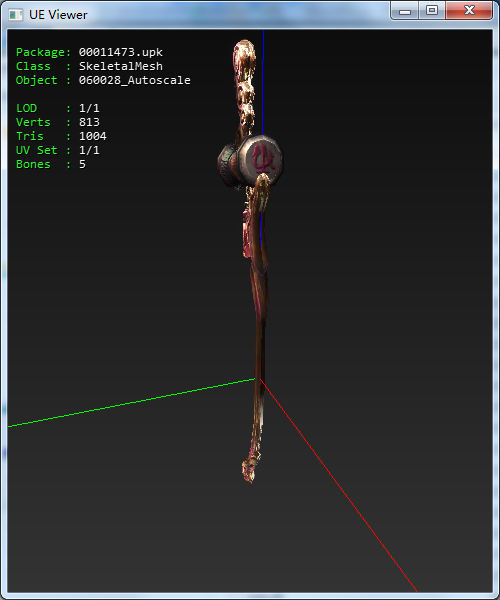 UE Viewer
Package: 00011473.upk
Class : SkeletalMesh
Object : 060028_Autoscale
LOD : 1/1
Verts : 813
Tris : 1004
UV Set : 1/1
Bones : 5